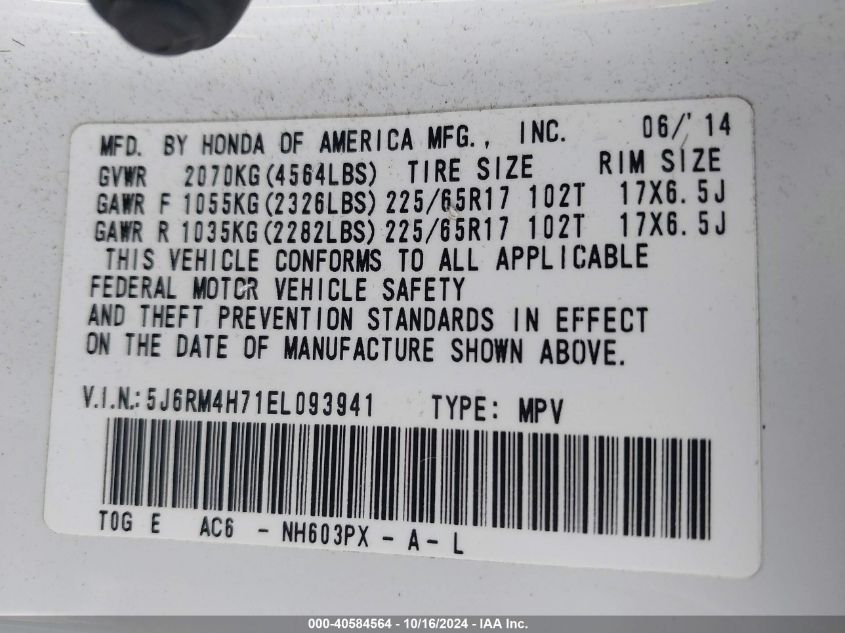 MFD. BY HONDA OF AMERICA MFG., INC. 06/'14
GVWR 2070KG(4564LBS) TIRE SIZE RIM SIZE
GAWR F 1055KG(2326LBS) 225/65R17 102T 17X6.5J
GAWR R 1035KG(2282LBS) 225/65R17 102T 17X6.5J
THIS VEHICLE CONFORMS TO ALL APPLICABLE
FEDERAL MOTOR VEHICLE SAFETY
AND THEFT PREVENTION STANDARDS IN EFFECT
ON THE DATE OF MANUFACTURE SHOWN ABOVE.
V.I.N.: 5J6RM4H71EL093941 TYPE: MPV
TOG E AC6 - NH603PX - A - L
000-40584564 - 10/16/2024 - IAA Inc.